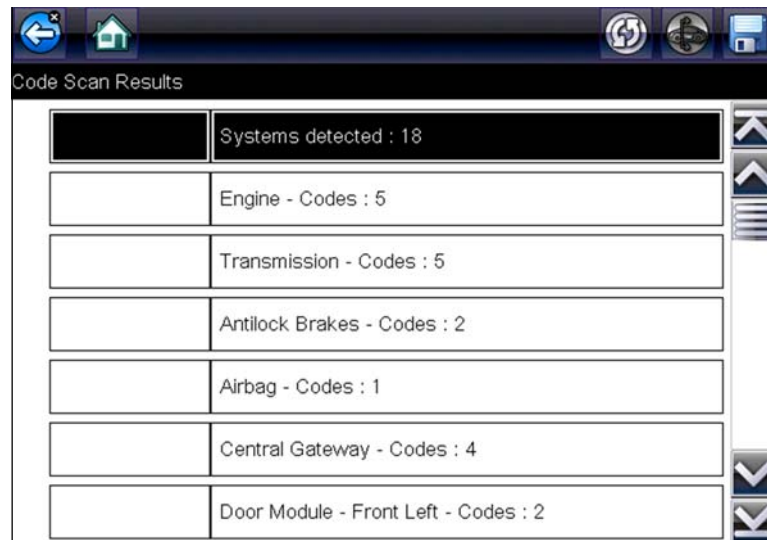 Code Scan Results
Systems detected : 18
Engine - Codes : 5
Transmission - Codes : 5
Antilock Brakes - Codes : 2
Airbag - Codes : 1
Central Gateway - Codes : 4
Door Module - Front Left - Codes : 2